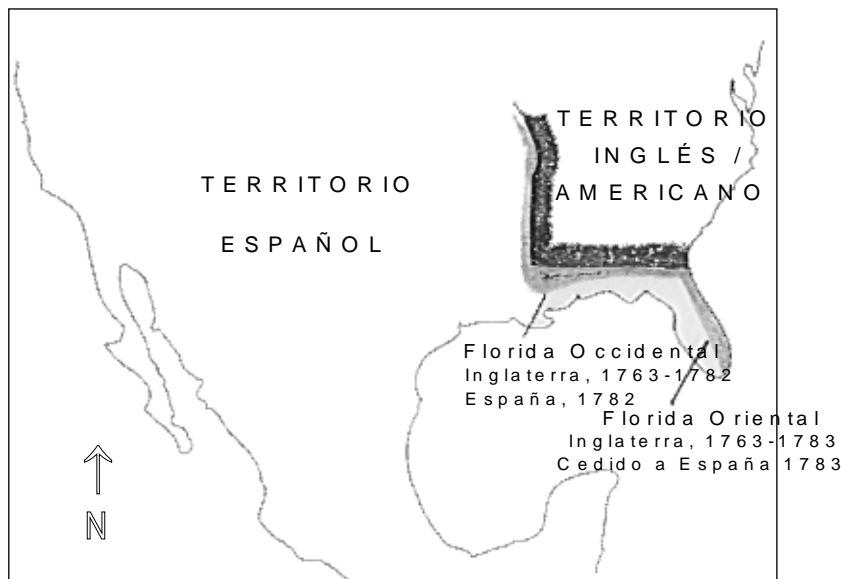 TERRITORIO
INGLÉS /
AMERICANO
TERRITORIO
ESPAÑOL
Florida Occidental
Inglaterra, 1763-1782
España, 1782
Florida Oriental
Inglaterra, 1763-1783
Cedido a España 1783
N